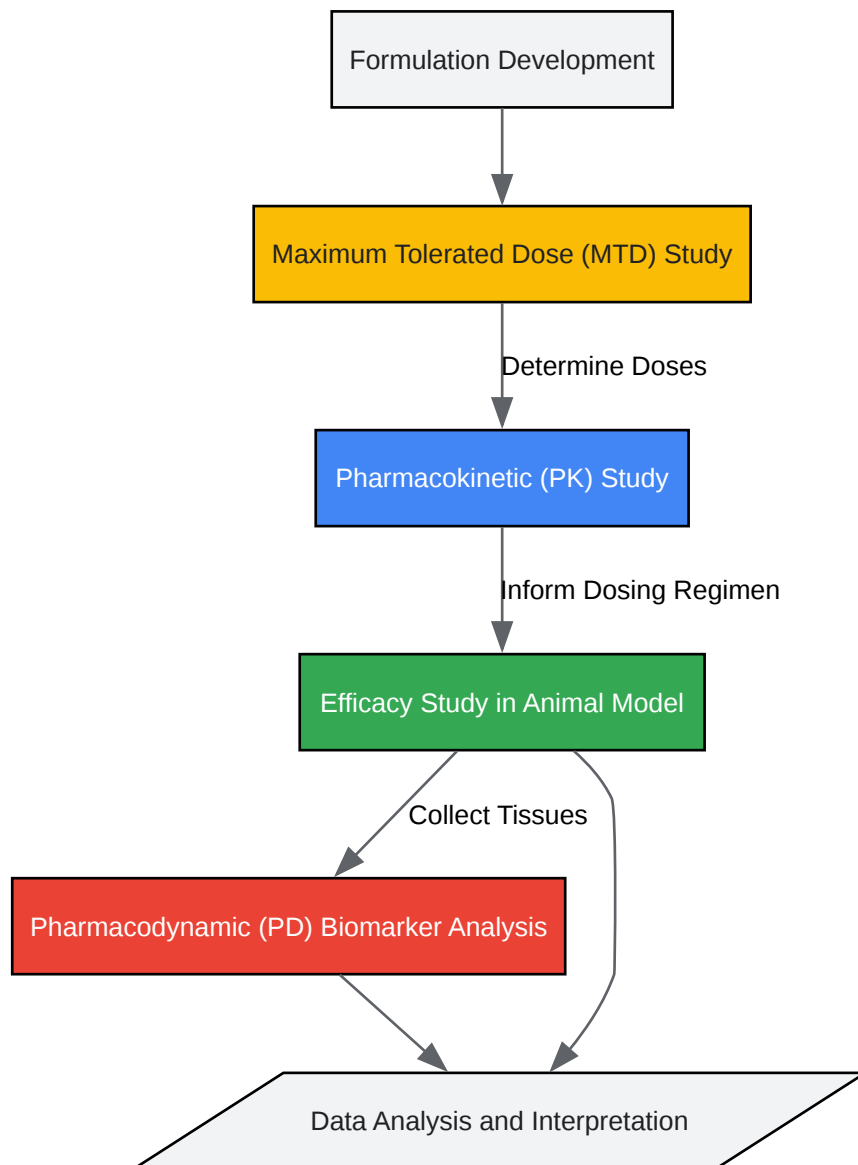 Formulation Development
Maximum Tolerated Dose (MTD) Study
Determine Doses
Pharmacokinetic (PK) Study
Inform Dosing Regimen
Efficacy Study in Animal Model
Collect Tissues
Pharmacodynamic (PD) Biomarker Analysis
Data Analysis and Interpretation